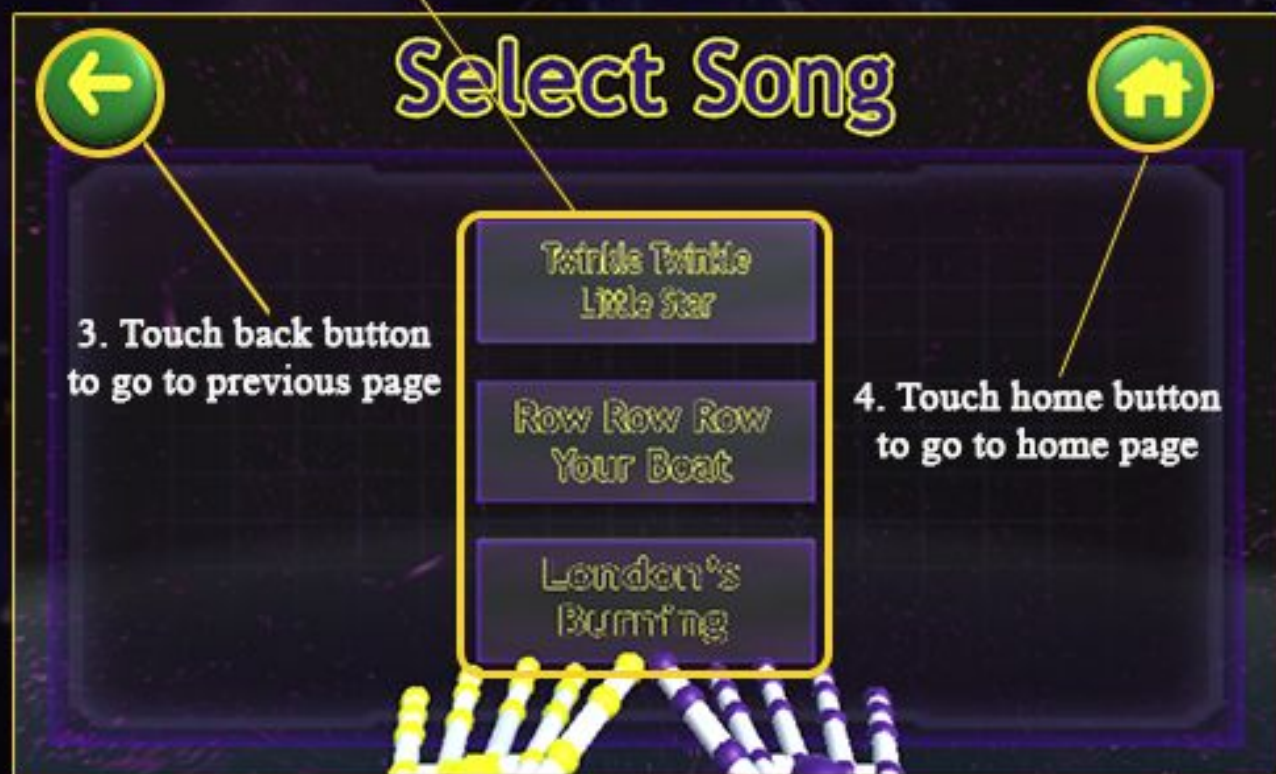 Select Song
Twinkle Twinkle
Little Star
3. Touch back button
to go to previous page
Row Row Row
Your Boat
4. Touch home button
to go to home page
London's
Burning